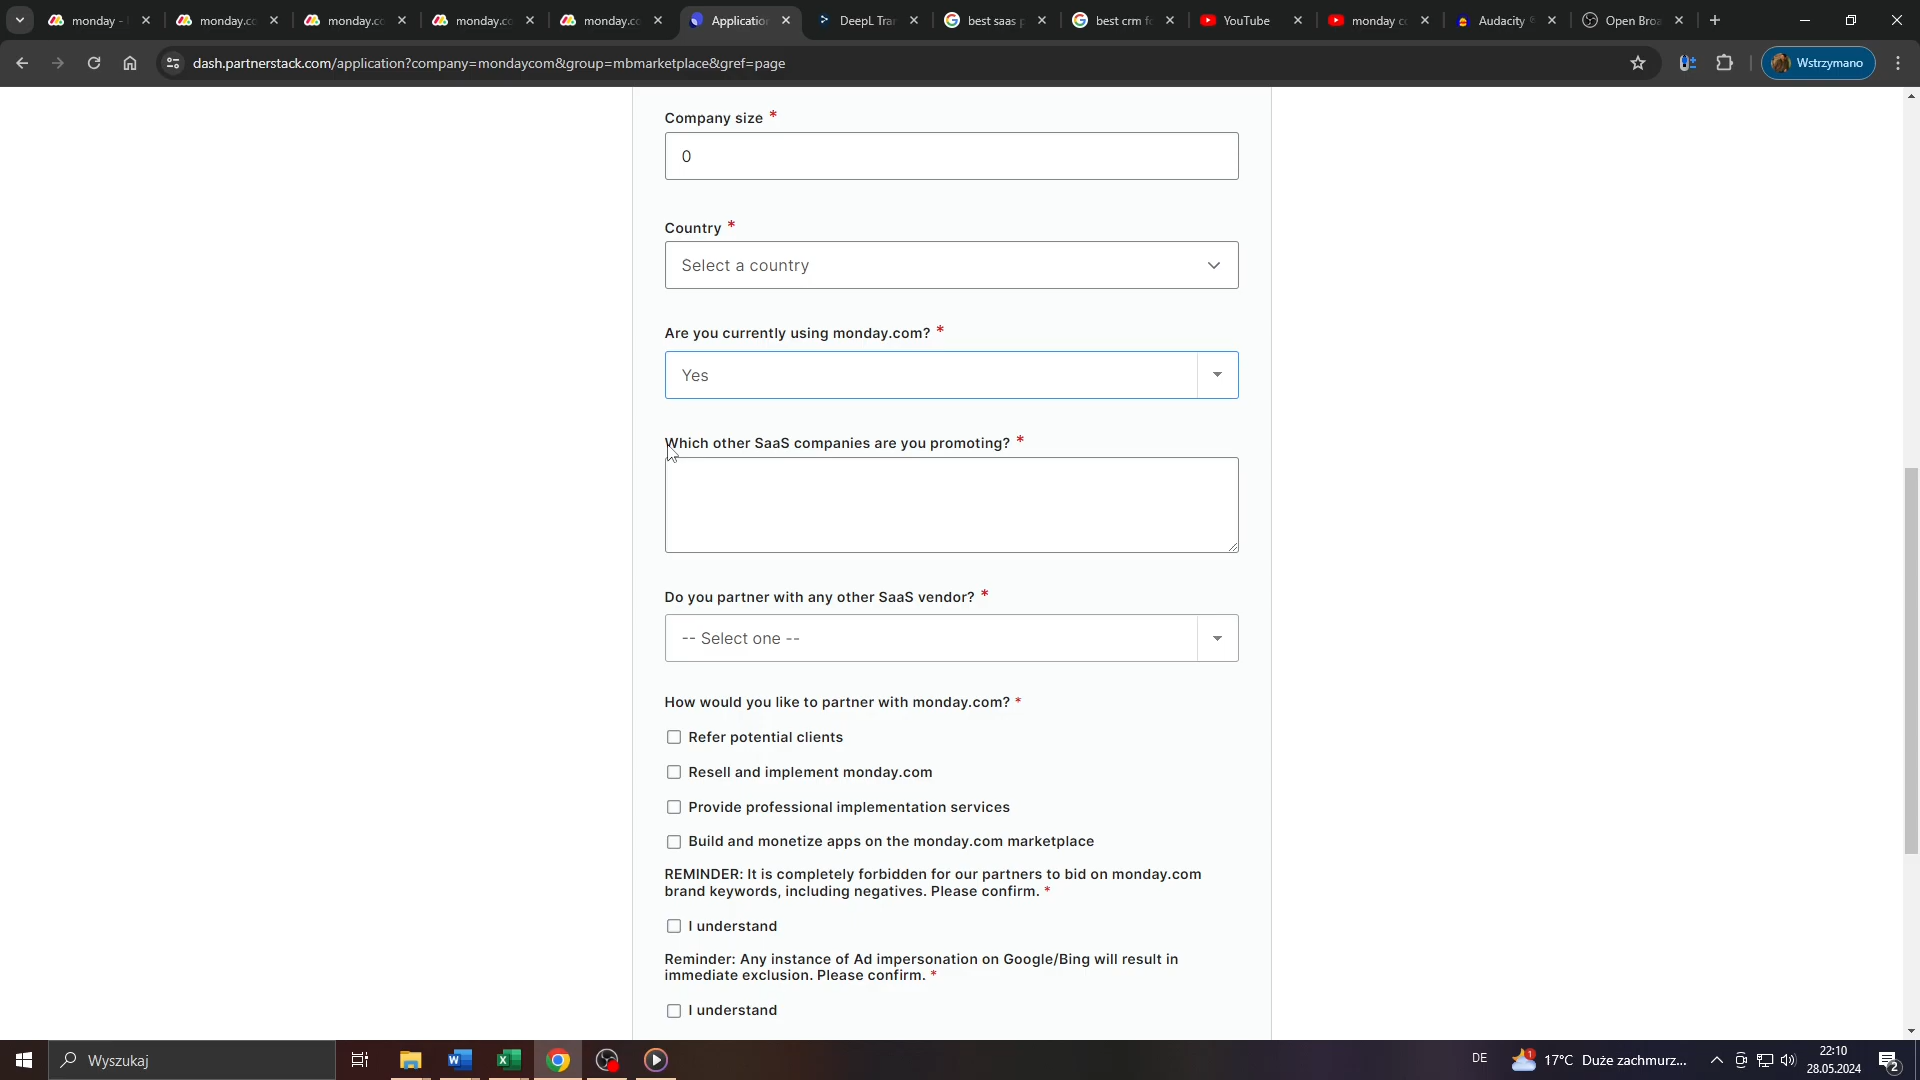 monday -
monday.co
monday.co
monday.co
monday.co
Application
DeepL Tran
best saas p
best crm fo
YouTube
monday co
Audacity ®
Open Broa
dash.partnerstack.com/application?company=mondaycom&group=mbmarketplace&gref=page
Wstrzymano
Company size *
0
Country *
Select a country
Are you currently using monday.com? *
Yes
Which other SaaS companies are you promoting? *
Do you partner with any other SaaS vendor? *
-- Select one --
How would you like to partner with monday.com? *
Refer potential clients
Resell and implement monday.com
Provide professional implementation services
Build and monetize apps on the monday.com marketplace
REMINDER: It is completely forbidden for our partners to bid on monday.com
brand keywords, including negatives. Please confirm. *
I understand
Reminder: Any instance of Ad impersonation on Google/Bing will result in
immediate exclusion. Please confirm. *
I understand
Wyszukaj
DE
1
17°C Duże zachmurz...
22:10
28.05.2024
2